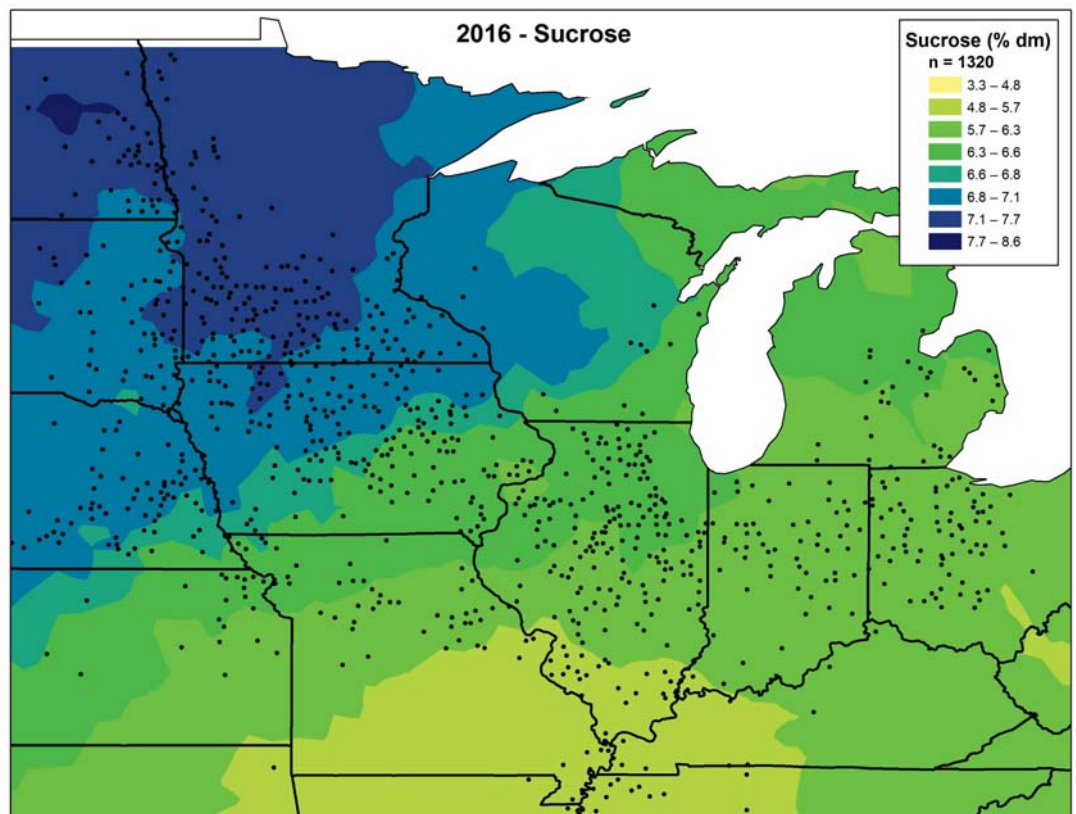 2016 - Sucrose
Sucrose (% dm)
n = 1320
3.3 – 4.8
4.8 – 5.7
5.7 – 6.3
6.3 – 6.6
6.6 – 6.8
6.8 – 7.1
7.1 – 7.7
7.7 – 8.6